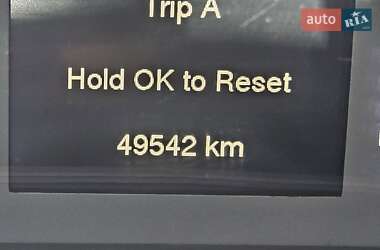 auto RIA
Trip A
Hold OK to Reset
49542 km